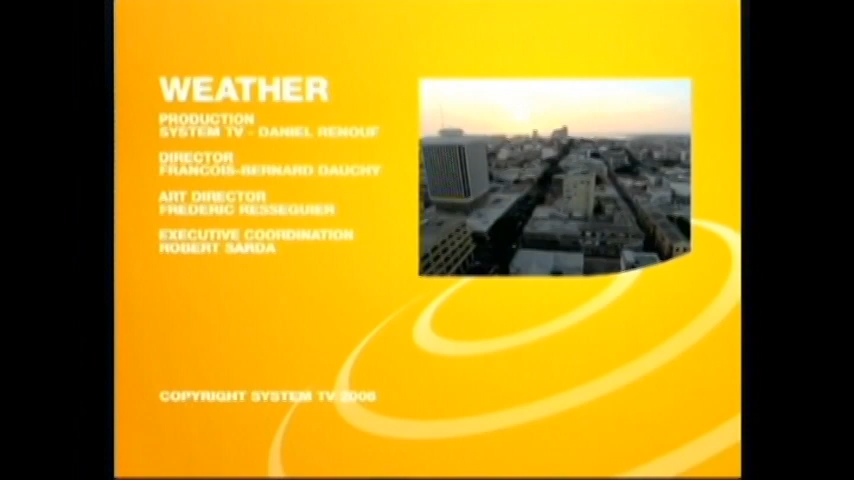 WEATHER
PRODUCTION
SYSTEM TV - DANIEL RENOUF
DIRECTOR
FRANCOIS-BERNARD DAUCHY
ART DIRECTOR
FREDERIC RESSEGUIER
EXECUTIVE COORDINATION
ROBERT SARDA
COPYRIGHT SYSTEM TV 2006